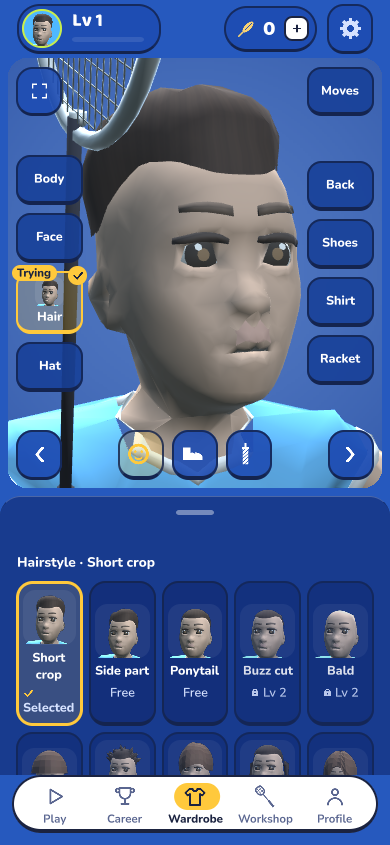 Lv 1
0
+
Moves
Body
Back
Face
Shoes
Trying
Hair
Shirt
Hat
Racket
Hairstyle · Short crop
Short crop
Selected
Side part
Free
Ponytail
Free
Buzz cut
Lv 2
Bald
Lv 2
Play
Career
Wardrobe
Workshop
Profile